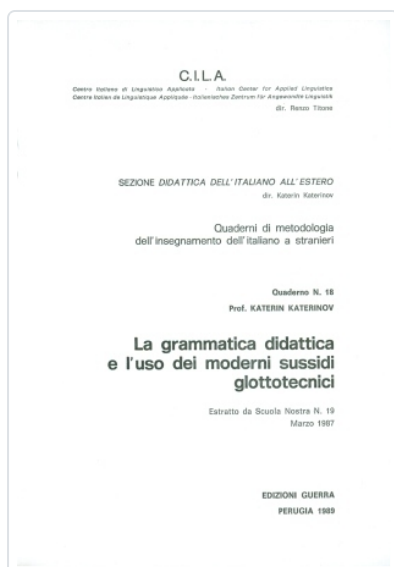 C.I.L.A.
Centro Italiano di Linguistica Applicata - Italian Center for Applied Linguistics
Centre Italien de Linguistique Appliquée - Italienisches Zentrum für Angewandte Linguistik
dir. Renzo Titone
SEZIONE DIDATTICA DELL'ITALIANO ALL'ESTERO
dir. Katerin Katerinov
Quaderni di metodologia
dell'insegnamento dell'italiano a stranieri
Quaderno N. 18
Prof. KATERIN KATERINOV
La grammatica didattica
e l'uso dei moderni sussidi
glottotecnici
Estratto da Scuola Nostra N. 19
Marzo 1987
EDIZIONI GUERRA
PERUGIA 1989